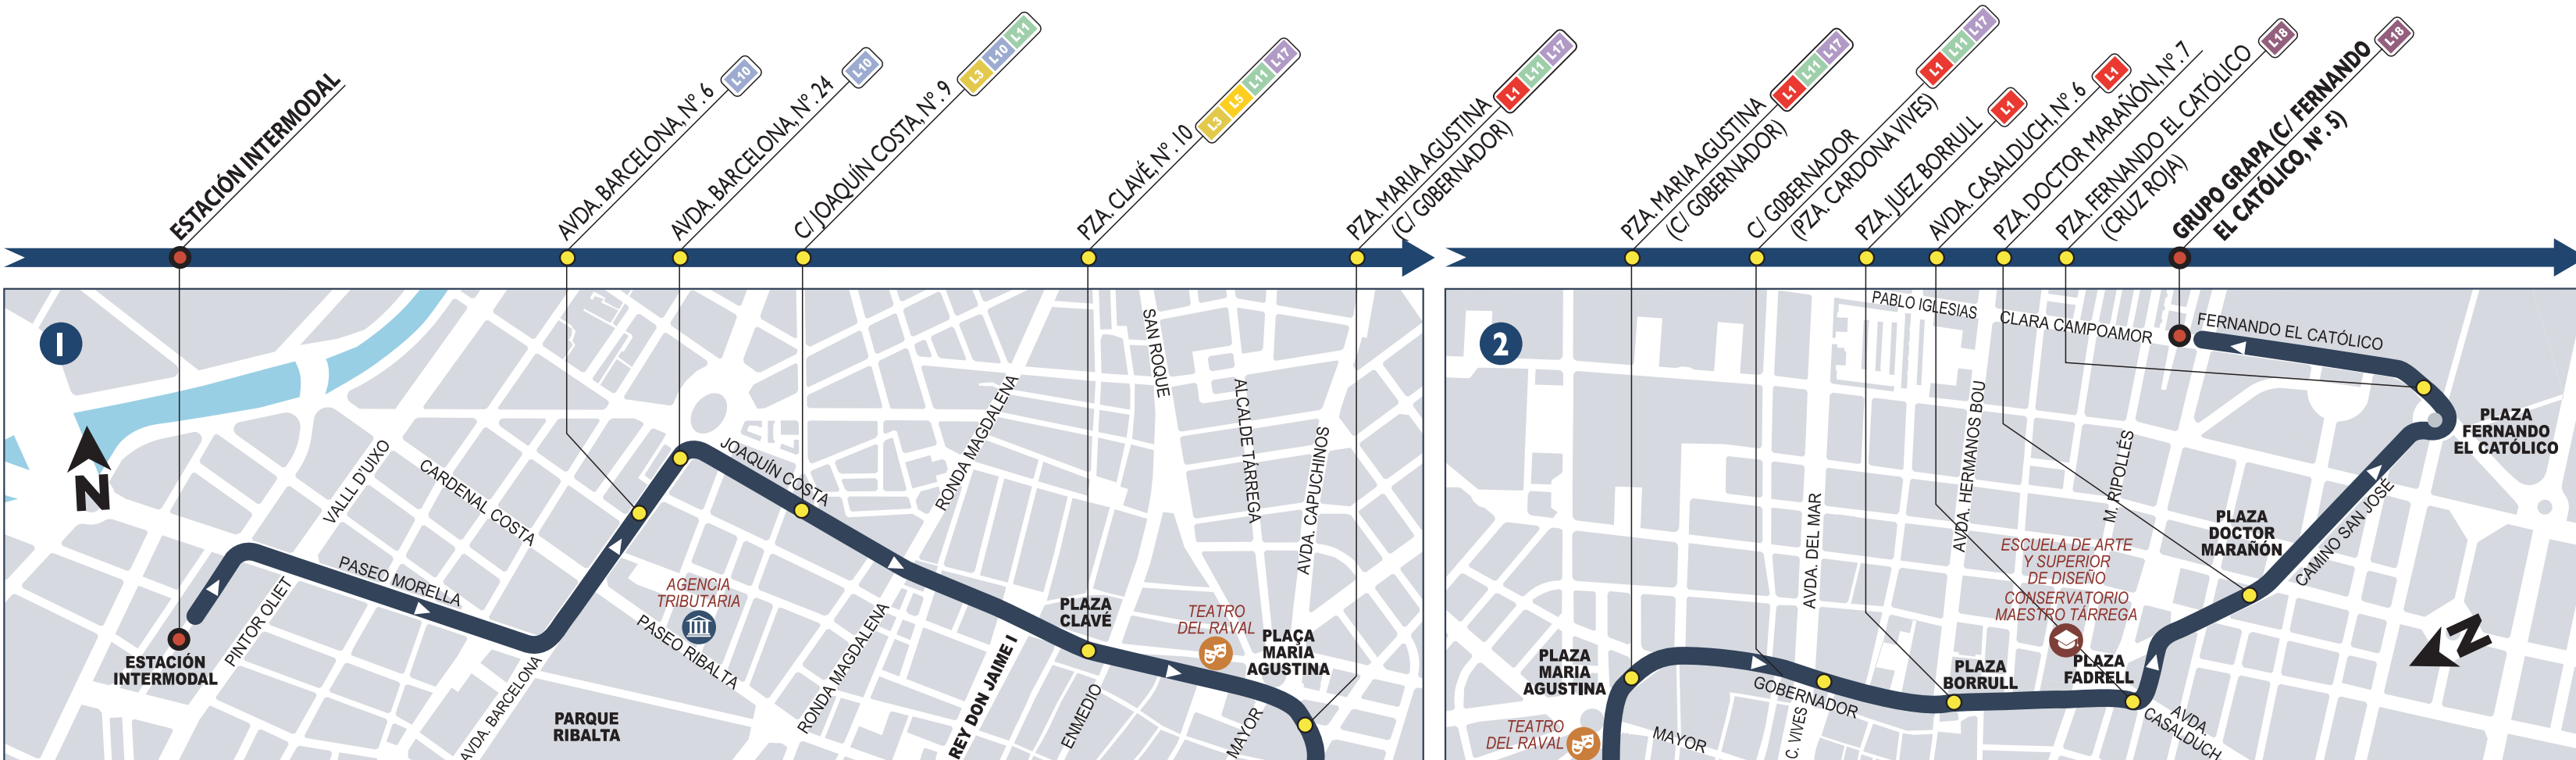 ESTACIÓN INTERMODAL
AVDA. BARCELONA, Nº. 6
L10
AVDA. BARCELONA, Nº. 24
L10
C/ JOAQUÍN COSTA, Nº. 9
L3 L10 L11
PZA. CLAVÉ, Nº. 10
L3 L5 L11 L17
PZA. MARIA AGUSTINA
(C/ GOBERNADOR)
L1 L11 L17
PZA. MARIA AGUSTINA
(C/ GOBERNADOR)
L1 L11 L17
C/ GOBERNADOR
(PZA. CARDONA VIVES)
L1 L11 L17
PZA. JUEZ BORRULL
L1
AVDA. CASALDUCH, Nº. 6
L1
PZA. DOCTOR MARAÑÓN, Nº. 7
PZA. FERNANDO EL CATÓLICO
(CRUZ ROJA)
L18
GRUPO GRAPA (C/ FERNANDO
EL CATÓLICO, Nº. 5)
L18
1
N
ESTACIÓN
INTERMODAL
PINTOR OLIET
VALL D'UIXO
CARDENAL COSTA
PASEO MORELLA
AVDA. BARCELONA
PARQUE
RIBALTA
AGENCIA
TRIBUTARIA
PASEO RIBALTA
JOAQUÍN COSTA
RONDA MAGDALENA
RONDA MAGDALENA
REY DON JAIME I
ENMEDIO
PLAZA
CLAVÉ
SAN ROQUE
ALCALDE TÁRREGA
AVDA. CAPUCHINOS
TEATRO
DEL RAVAL
PLAÇA
MARÍA
AGUSTINA
MAYOR
2
PABLO IGLESIAS
CLARA CAMPOAMOR
FERNANDO EL CATÓLICO
PLAZA
FERNANDO
EL CATÓLICO
AVDA. DEL MAR
AVDA. HERMANOS BOU
M. RIPOLLÉS
PLAZA
DOCTOR
MARAÑÓN
CAMINO SAN JOSÉ
ESCUELA DE ARTE
Y SUPERIOR
DE DISEÑO
CONSERVATORIO
MAESTRO TÁRREGA
PLAZA
MARIA
AGUSTINA
GOBERNADOR
PLAZA
BORRULL
PLAZA
FADRELL
AVDA.
CASALDUCH
TEATRO
DEL RAVAL
MAYOR
C. VIVES
N